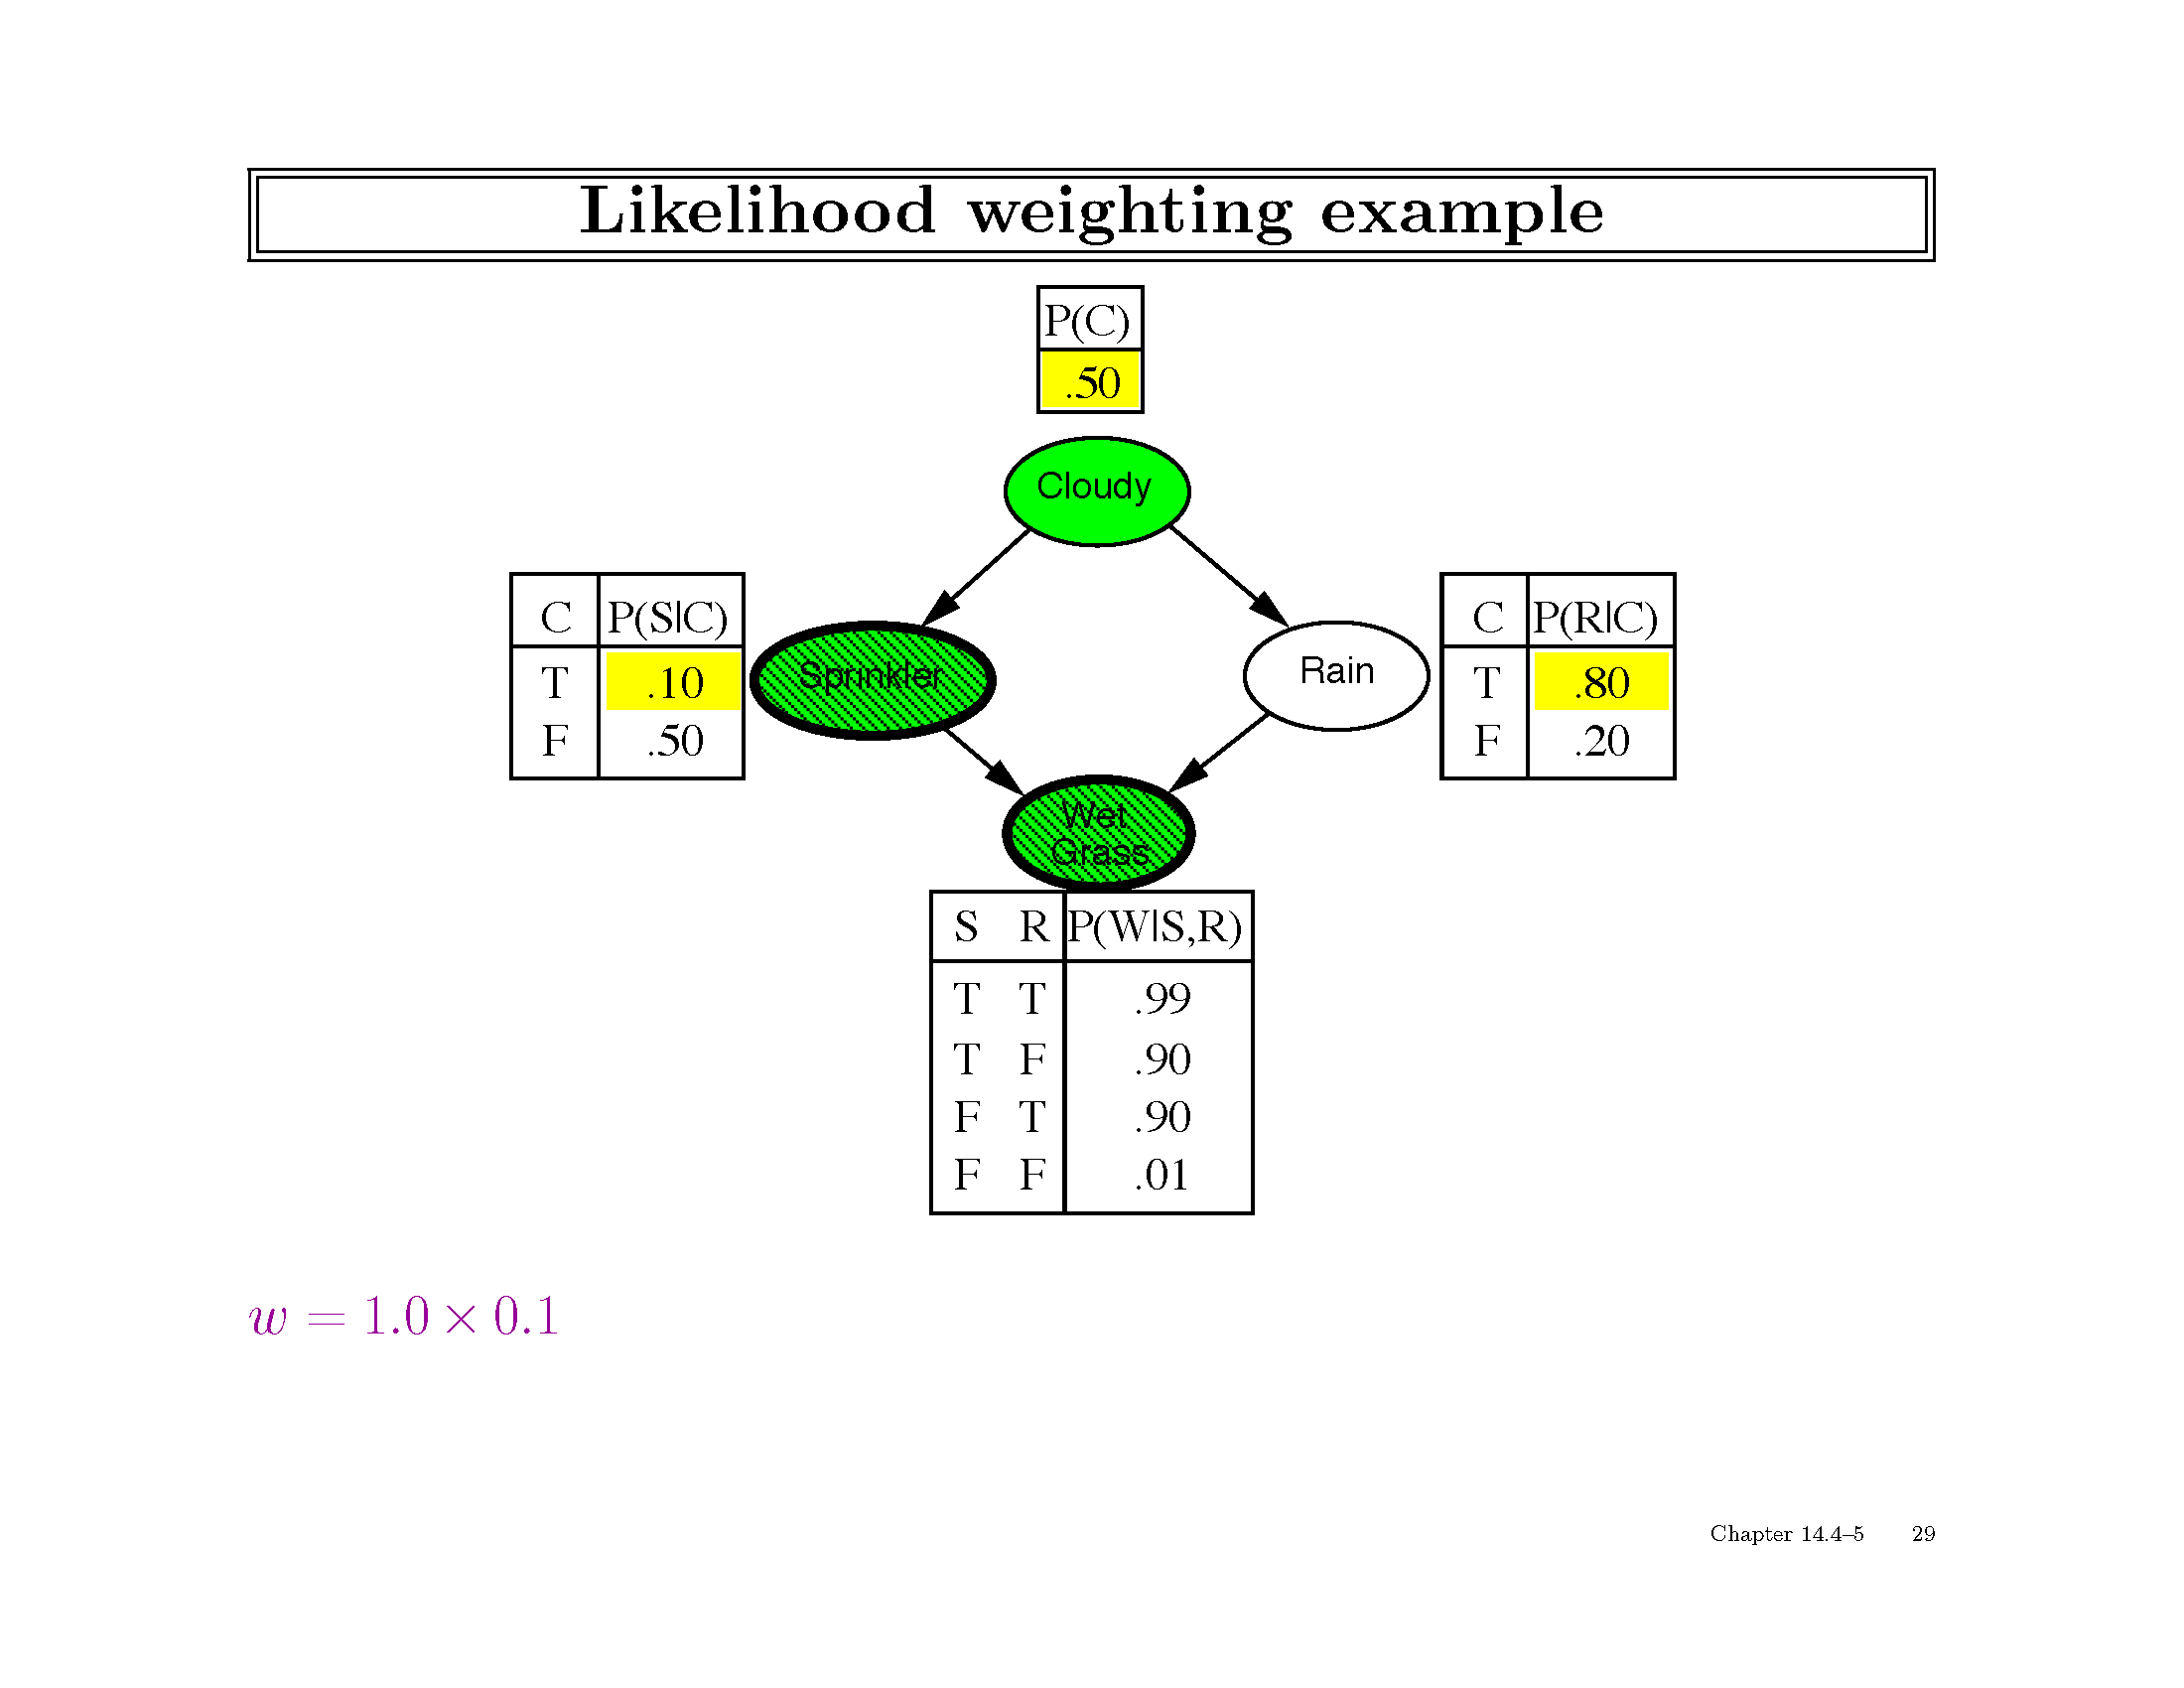 Likelihood weighting example
P(C)
.50
Cloudy
C P(S|C)
T .10
F .50
Sprinkler
Rain
C P(R|C)
T .80
F .20
Wet
Grass
S R P(W|S,R)
T T .99
T F .90
F T .90
F F .01
w = 1.0 × 0.1
Chapter 14.4–5 29